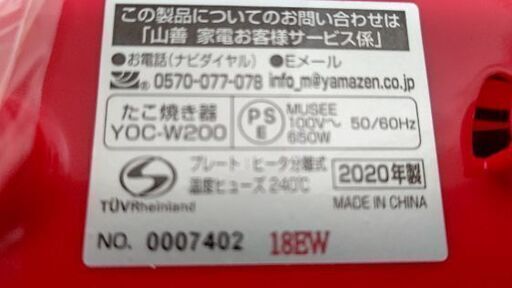 この製品についてのお問い合わせは
「山善 家電お客様サービス係」
●お電話(ナビダイヤル) ●Eメール
0570-077-078 info_m@yamazen.co.jp
たこ焼き器
YOC-W200
PS
E
MUSEE
100V~ 50/60Hz
650W
プレート:ヒータ分離式
温度ヒューズ240℃
2020年製
TÜVRheinland
MADE IN CHINA
NO. 0007402 18EW